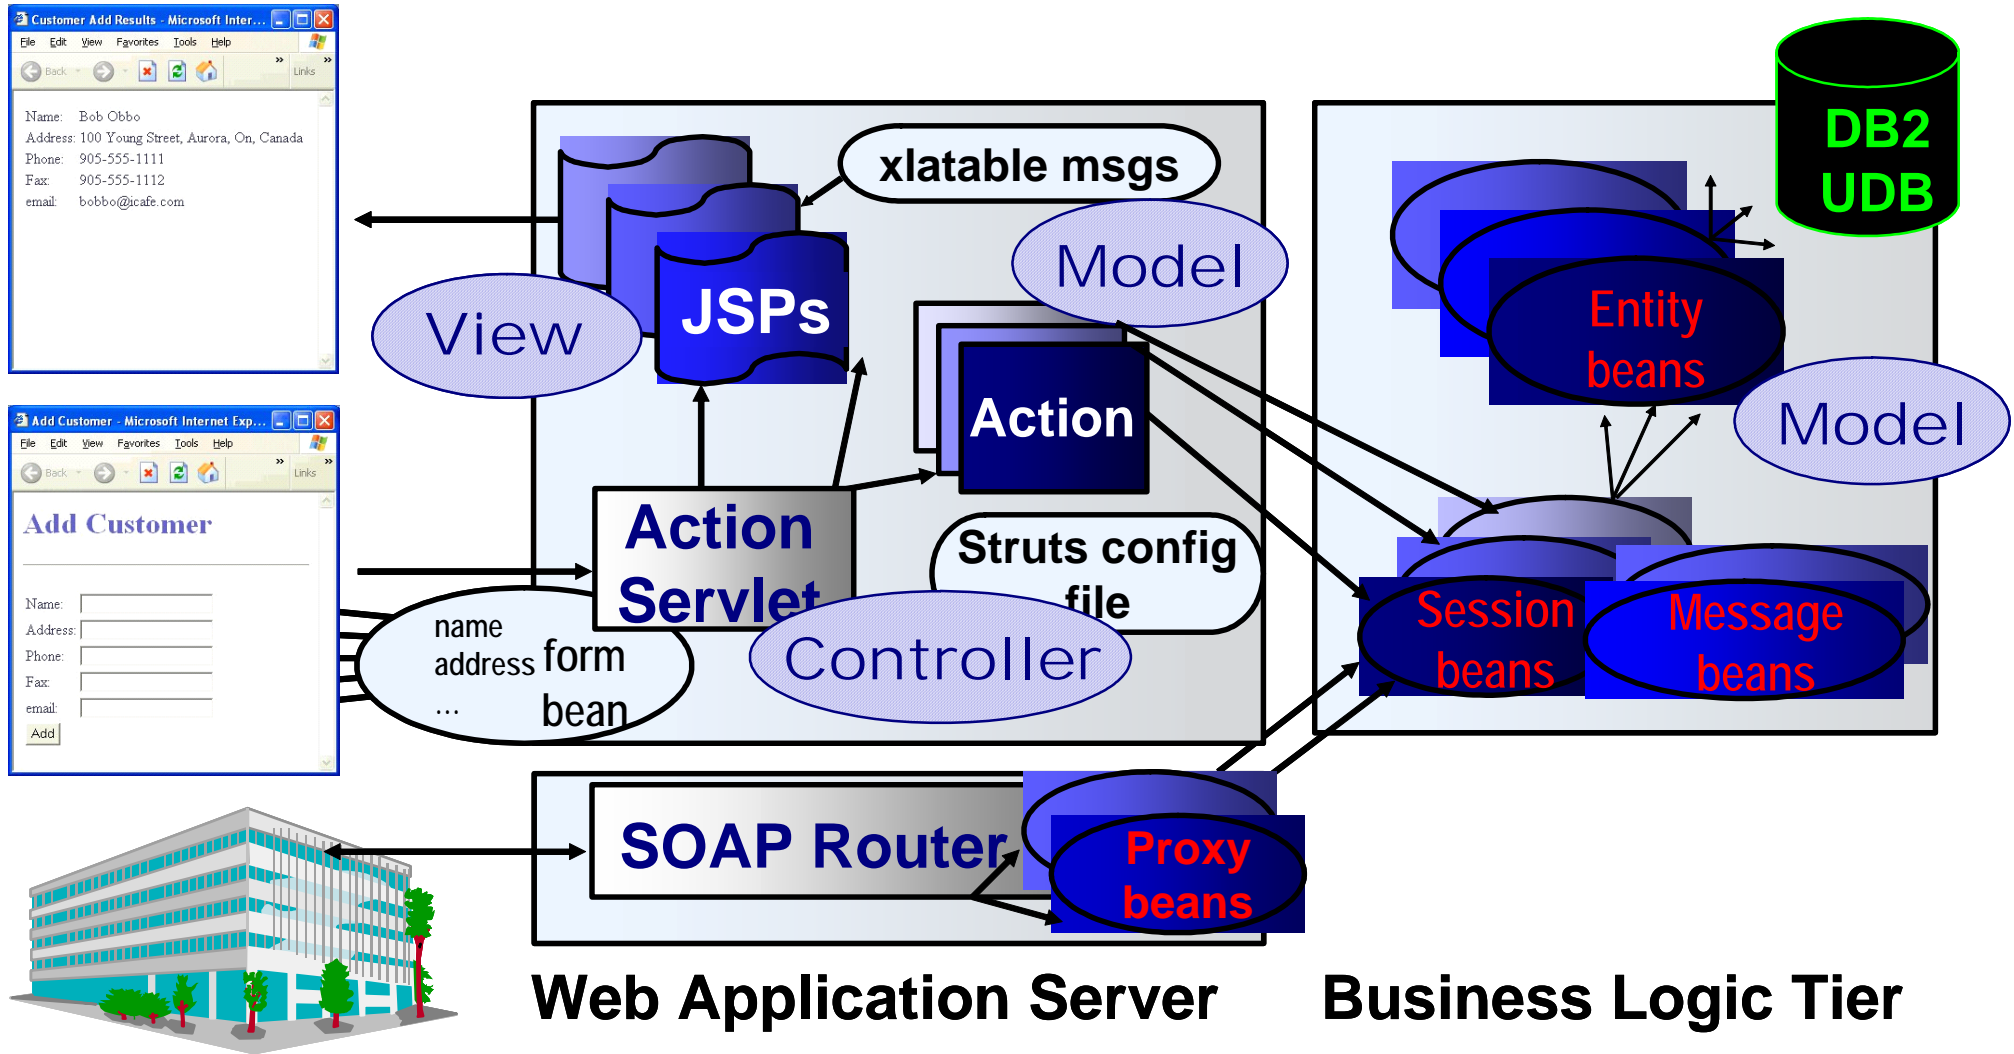 Customer Add Results - Microsoft Inter...
File Edit View Favorites Tools Help
Back » Links »
Name: Bob Obbo
Address: 100 Young Street, Aurora, On, Canada
Phone: 905-555-1111
Fax: 905-555-1112
email: bobbo@icafe.com
Add Customer - Microsoft Internet Exp...
File Edit View Favorites Tools Help
Back » Links »
Add Customer
Name:
Address:
Phone:
Fax:
email:
Add
xlatable msgs
JSPs
View
Model
Action
Action
Servlet
Struts config
file
Controller
name
address
...
form
bean
SOAP Router
Proxy
beans
Web Application Server
DB2
UDB
Entity
beans
Model
Session
beans
Message
beans
Business Logic Tier